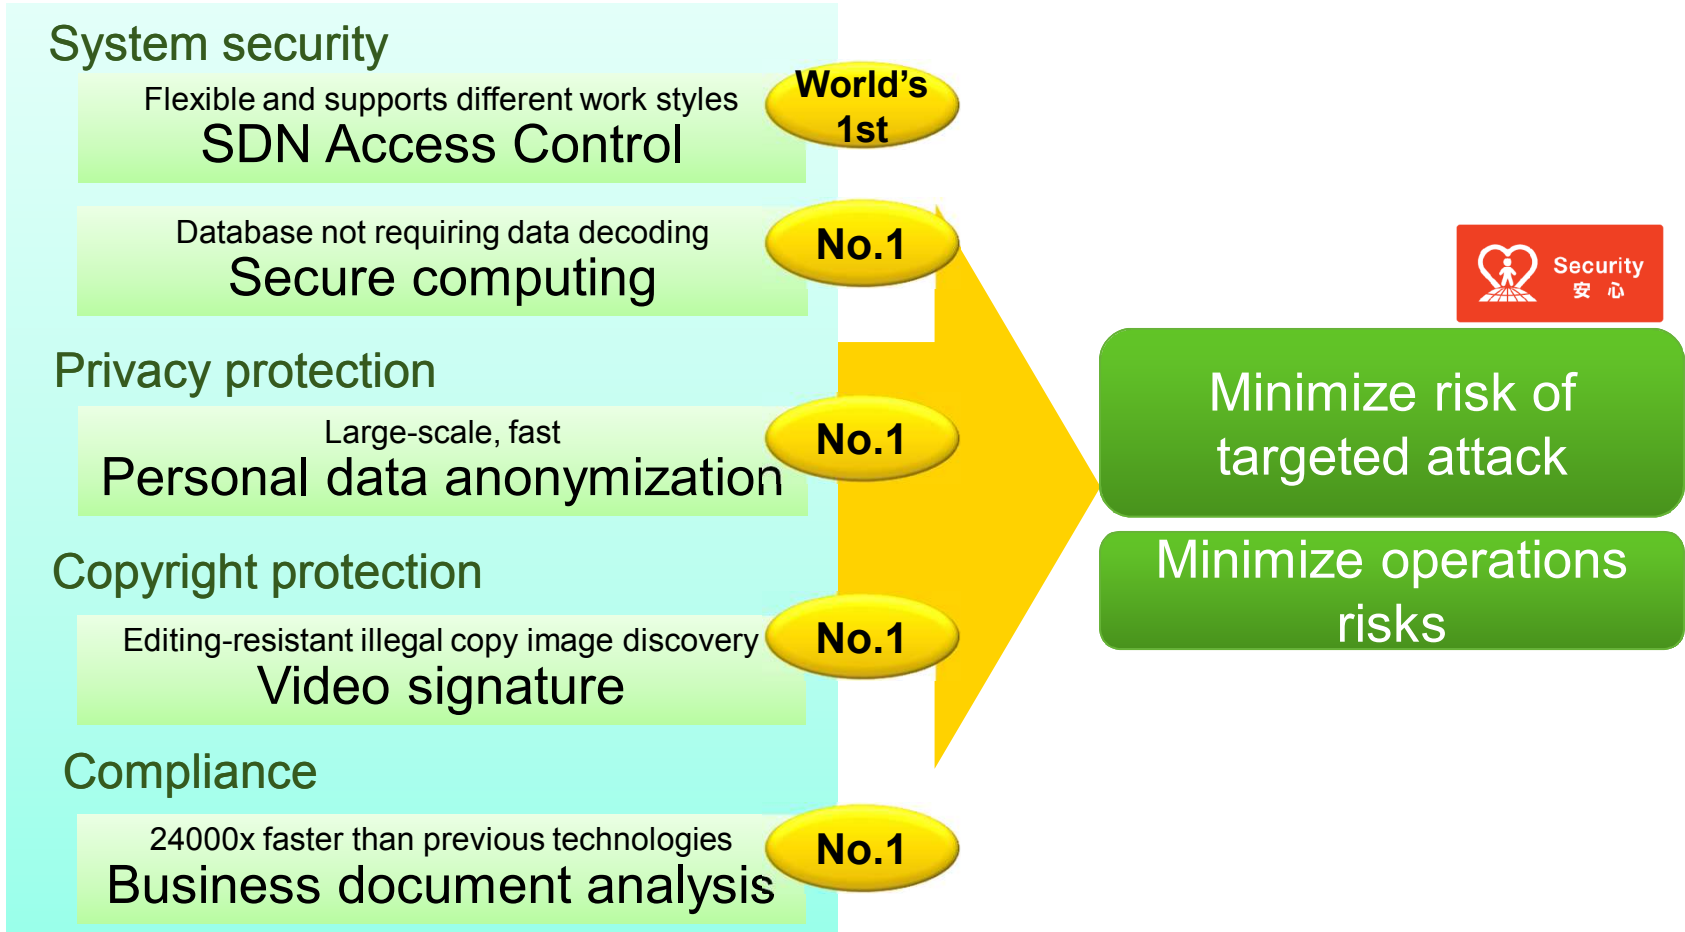 System security
Flexible and supports different work styles
SDN Access Control
World's
1st
Database not requiring data decoding
Secure computing
No.1
Privacy protection
Large-scale, fast
Personal data anonymization
No.1
Copyright protection
Editing-resistant illegal copy image discovery
Video signature
No.1
Compliance
24000x faster than previous technologies
Business document analysis
No.1
Security
安心
Minimize risk of
targeted attack
Minimize operations
risks